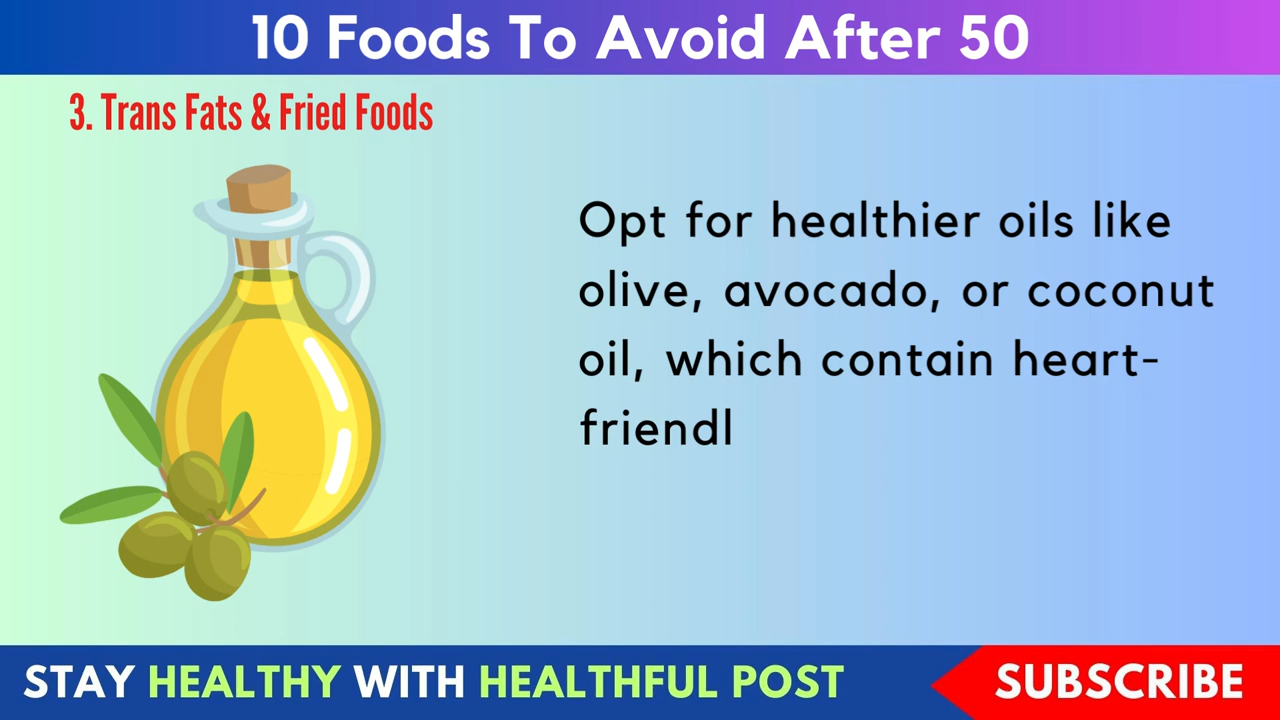 10 Foods To Avoid After 50
3. Trans Fats & Fried Foods
Opt for healthier oils like
olive, avocado, or coconut
oil, which contain heart-
friendl
STAY HEALTHY WITH HEALTHFUL POST
SUBSCRIBE